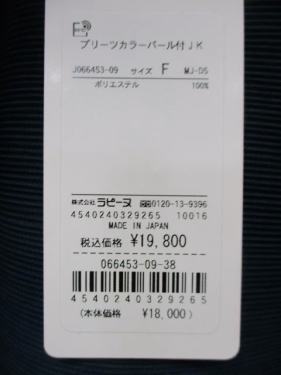 プリーツカラーパール付JK
J066453-09 サイズ F MJ-DS
ポリエステル 100%
株式会社 ラピーヌ 0120-13-9396
4540240329265 10016
MADE IN JAPAN
税込価格 ¥19,800
066453-09-38
4540240329265
(本体価格 ¥18,000)